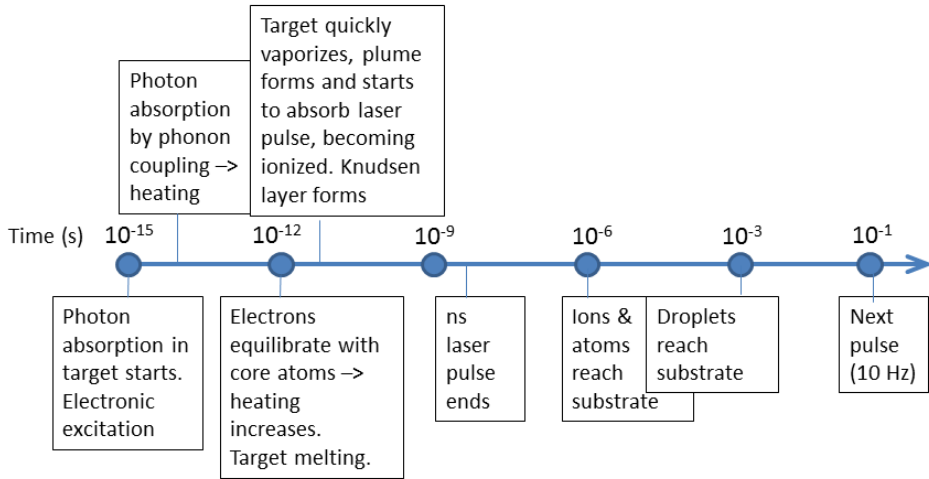 Photon
absorption
by phonon
coupling –>
heating
Target quickly
vaporizes, plume
forms and starts
to absorb laser
pulse, becoming
ionized. Knudsen
layer forms
Time (s) 10⁻¹⁵ 10⁻¹² 10⁻⁹ 10⁻⁶ 10⁻³ 10⁻¹
Photon
absorption in
target starts.
Electronic
excitation
Electrons
equilibrate with
core atoms –>
heating
increases.
Target melting.
ns
laser
pulse
ends
Ions &
atoms
reach
substrate
Droplets
reach
substrate
Next
pulse
(10 Hz)